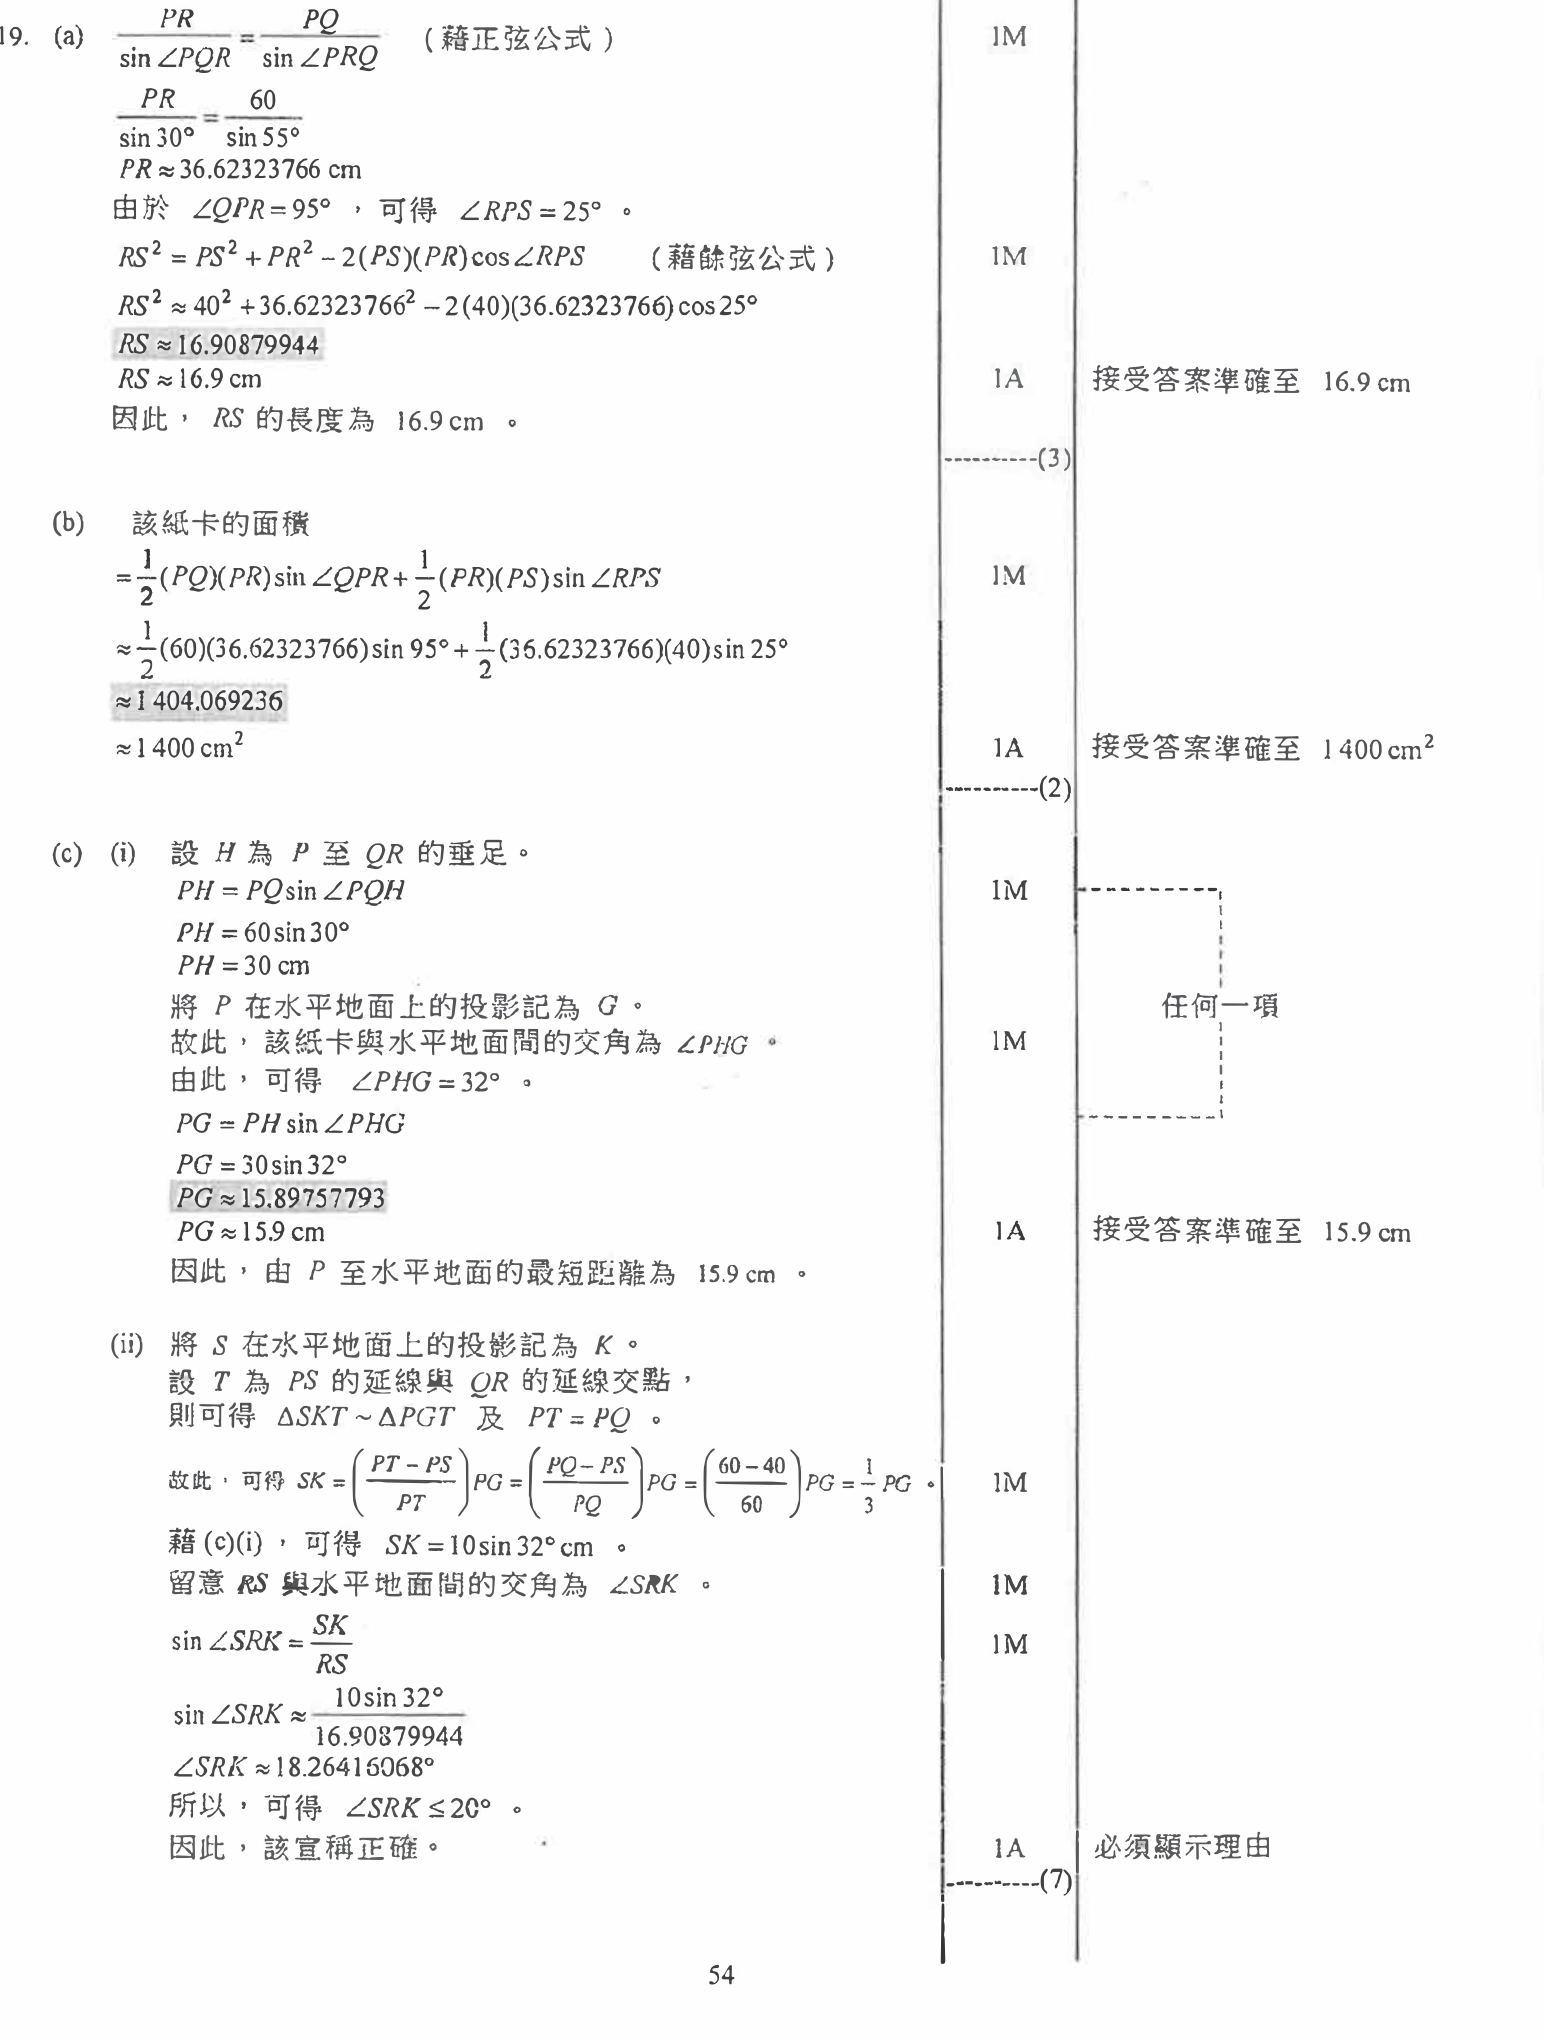 19. (a) PR/sin∠PQR = PQ/sin∠PRQ （藉正弦公式） 1M
PR/sin30° = 60/sin55°
PR ≈ 36.62323766 cm
由於 ∠QPR = 95° ，可得 ∠RPS = 25° 。
RS² = PS² + PR² − 2(PS)(PR)cos∠RPS （藉餘弦公式） 1M
RS² ≈ 40² + 36.62323766² − 2(40)(36.62323766)cos25°
RS ≈ 16.90879944
RS ≈ 16.9 cm 1A 接受答案準確至 16.9 cm
因此， RS 的長度為 16.9 cm 。
----------(3)
(b) 該紙卡的面積
= 1/2 (PQ)(PR)sin∠QPR + 1/2 (PR)(PS)sin∠RPS 1M
≈ 1/2 (60)(36.62323766)sin 95° + 1/2 (36.62323766)(40)sin 25°
≈ 1 404.069236
≈ 1 400 cm² 1A 接受答案準確至 1 400 cm²
----------(2)
(c) (i) 設 H 為 P 至 QR 的垂足。
PH = PQ sin∠PQH 1M
PH = 60 sin30°
PH = 30 cm
將 P 在水平地面上的投影記為 G 。 任何一項
故此，該紙卡與水平地面間的交角為 ∠PHG 。 1M
由此，可得 ∠PHG = 32° 。
PG = PH sin∠PHG
PG = 30 sin32°
PG ≈ 15.89757793
PG ≈ 15.9 cm 1A 接受答案準確至 15.9 cm
因此，由 P 至水平地面的最短距離為 15.9 cm 。
(ii) 將 S 在水平地面上的投影記為 K 。
設 T 為 PS 的延線與 QR 的延線交點，
則可得 ΔSKT ~ ΔPGT 及 PT = PQ 。
故此，可得 SK = ((PT − PS)/PT) PG = ((PQ − PS)/PQ) PG = ((60 − 40)/60) PG = 1/3 PG 。 1M
藉 (c)(i) ，可得 SK = 10 sin 32° cm 。
留意 RS 與水平地面間的交角為 ∠SRK 。 1M
sin∠SRK = SK/RS 1M
sin∠SRK ≈ 10 sin 32°/16.90879944
∠SRK ≈ 18.26416068°
所以，可得 ∠SRK ≤ 20° 。
因此，該宣稱正確。 1A 必須顯示理由
----------(7)
54